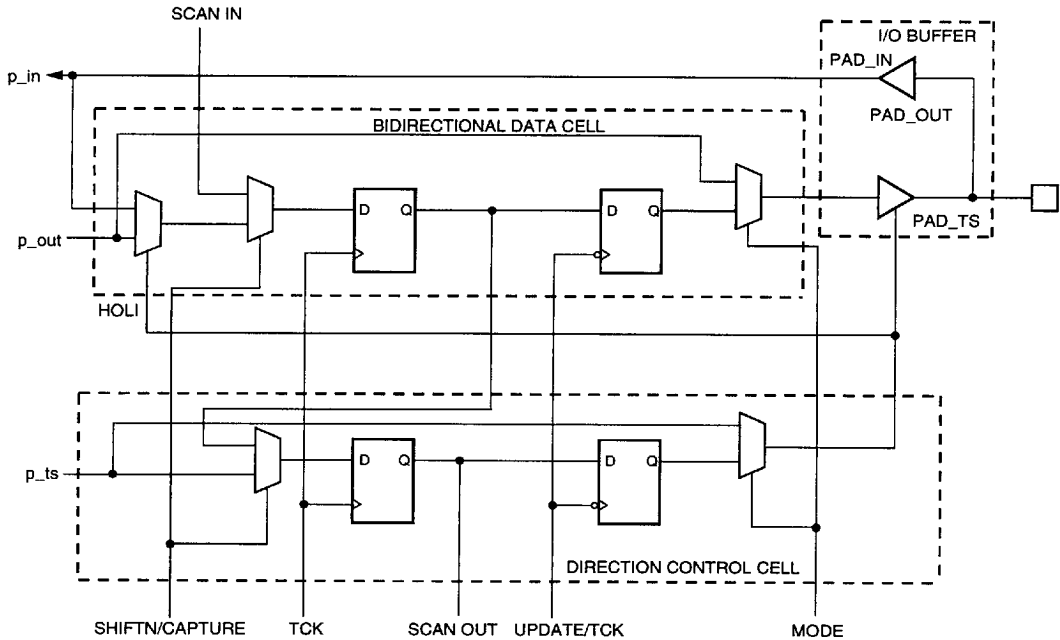 SCAN IN
I/O BUFFER
PAD_IN
p_in
PAD_OUT
BIDIRECTIONAL DATA CELL
D Q
D Q
p_out
PAD_TS
HOLI
p_ts
D Q
D Q
DIRECTION CONTROL CELL
SHIFTN/CAPTURE
TCK
SCAN OUT
UPDATE/TCK
MODE